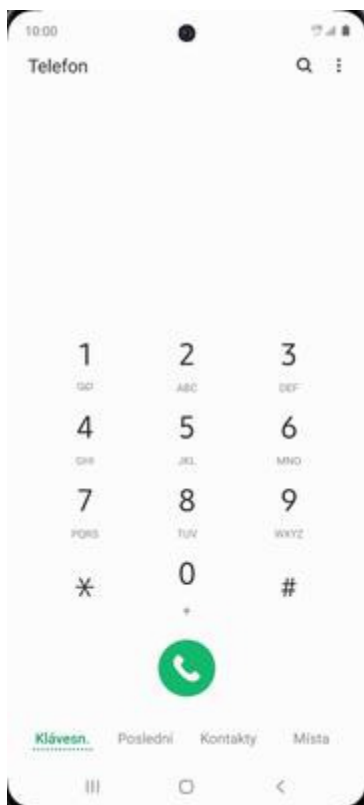 10:00
Telefon
1 2 3
ABC DEF
4 5 6
GHI JKL MNO
7 8 9
PQRS TUV WXYZ
* 0 #
+
Klávesn. Poslední Kontakty Místa